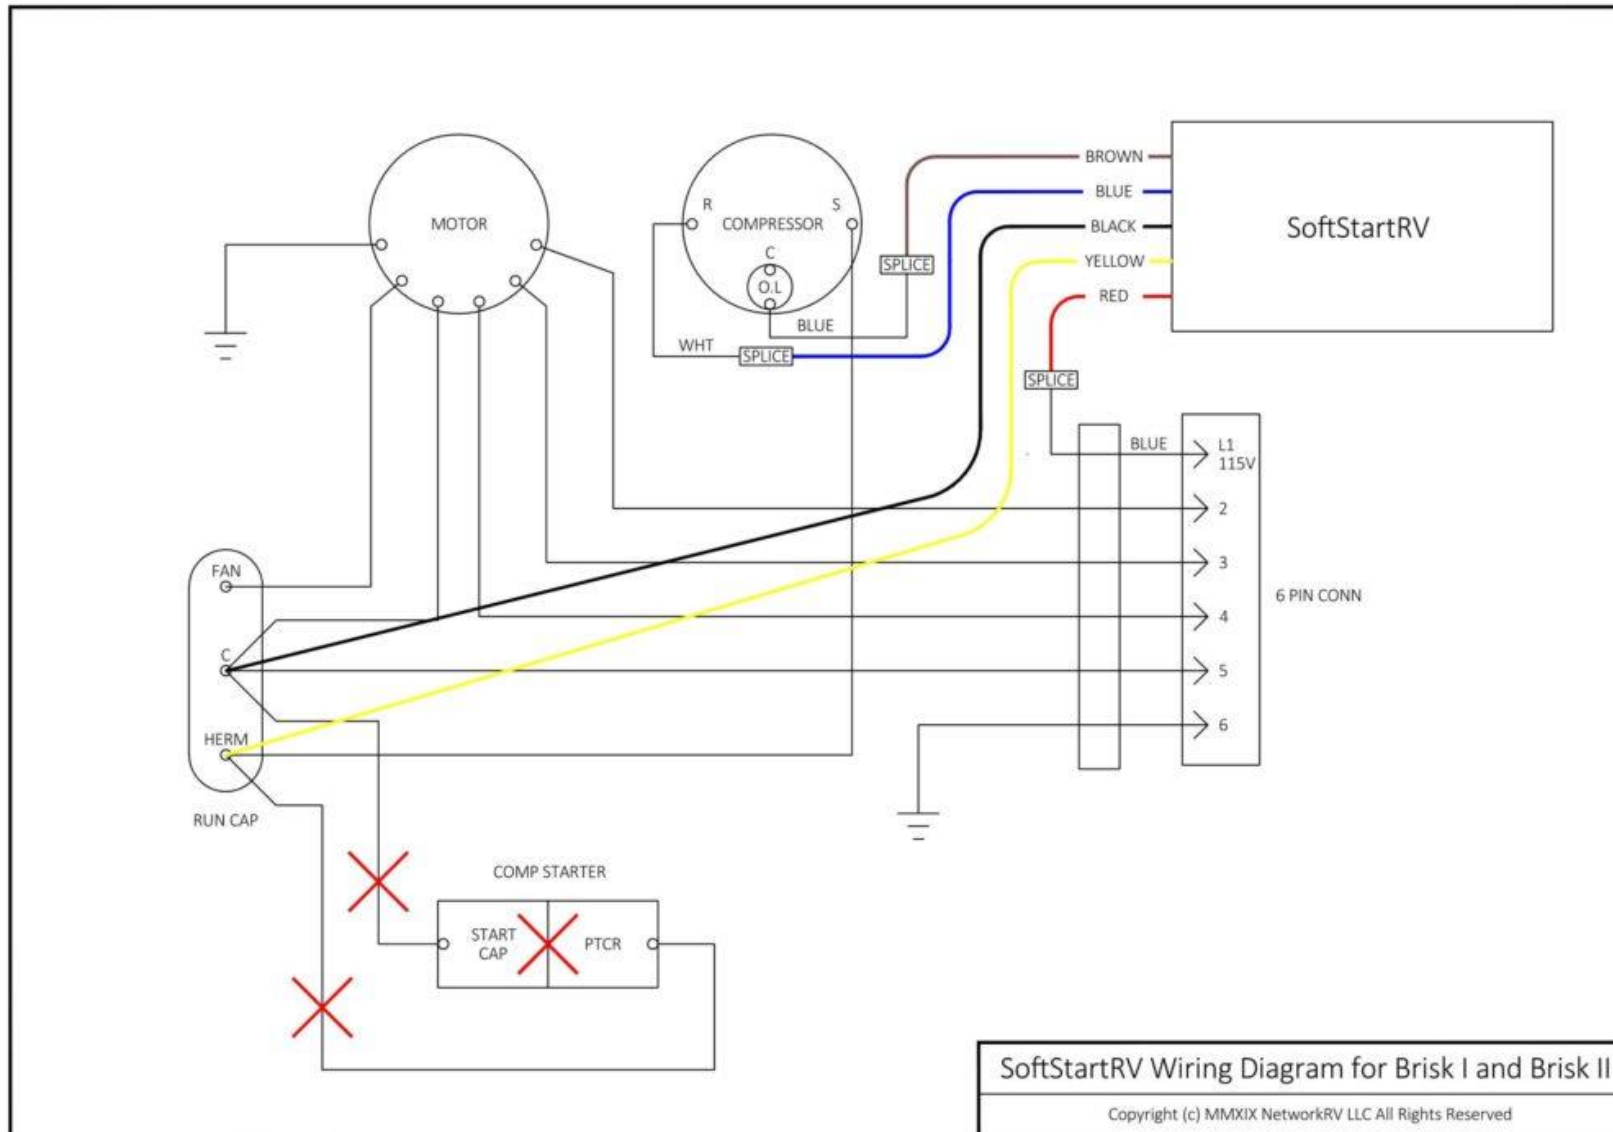 BROWN
BLUE
BLACK
YELLOW
RED
SoftStartRV
MOTOR
R
COMPRESSOR
S
C
O.L
BLUE
WHT
SPLICE
SPLICE
SPLICE
BLUE
L1
115V
2
3
4
5
6
6 PIN CONN
FAN
C
HERM
RUN CAP
COMP STARTER
START
CAP
PTCR
SoftStartRV Wiring Diagram for Brisk I and Brisk II
Copyright (c) MMXIX NetworkRV LLC All Rights Reserved